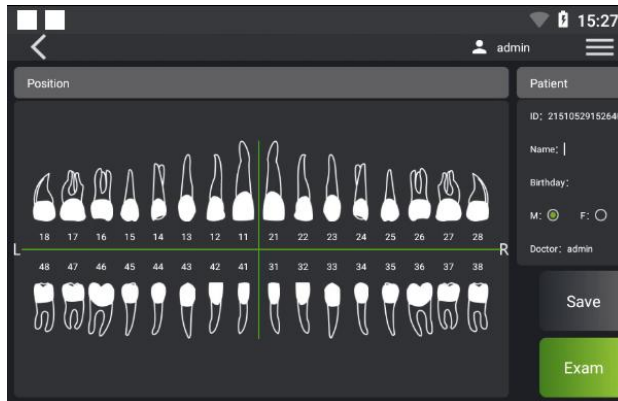 15:27
admin
Position
Patient
ID: 2151052915264
Name:
Birthday:
M: F:
Doctor: admin
18 17 16 15 14 13 12 11 21 22 23 24 25 26 27 28
L R
48 47 46 45 44 43 42 41 31 32 33 34 35 36 37 38
Save
Exam